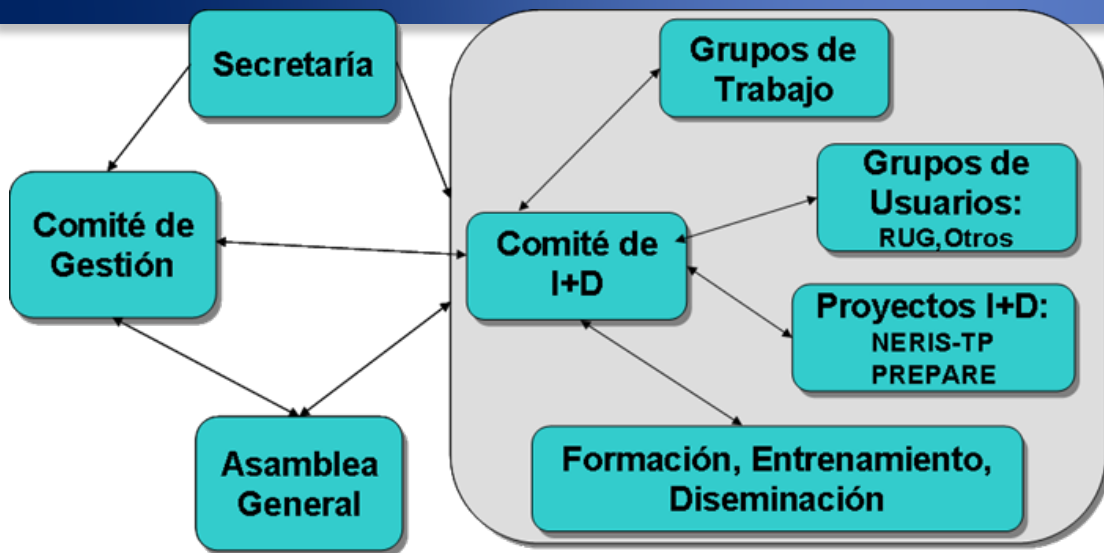 Secretaría
Grupos de
Trabajo
Grupos de
Usuarios:
RUG,Otros
Comité de
Gestión
Comité de
I+D
Proyectos I+D:
NERIS-TP
PREPARE
Asamblea
General
Formación, Entrenamiento,
Diseminación